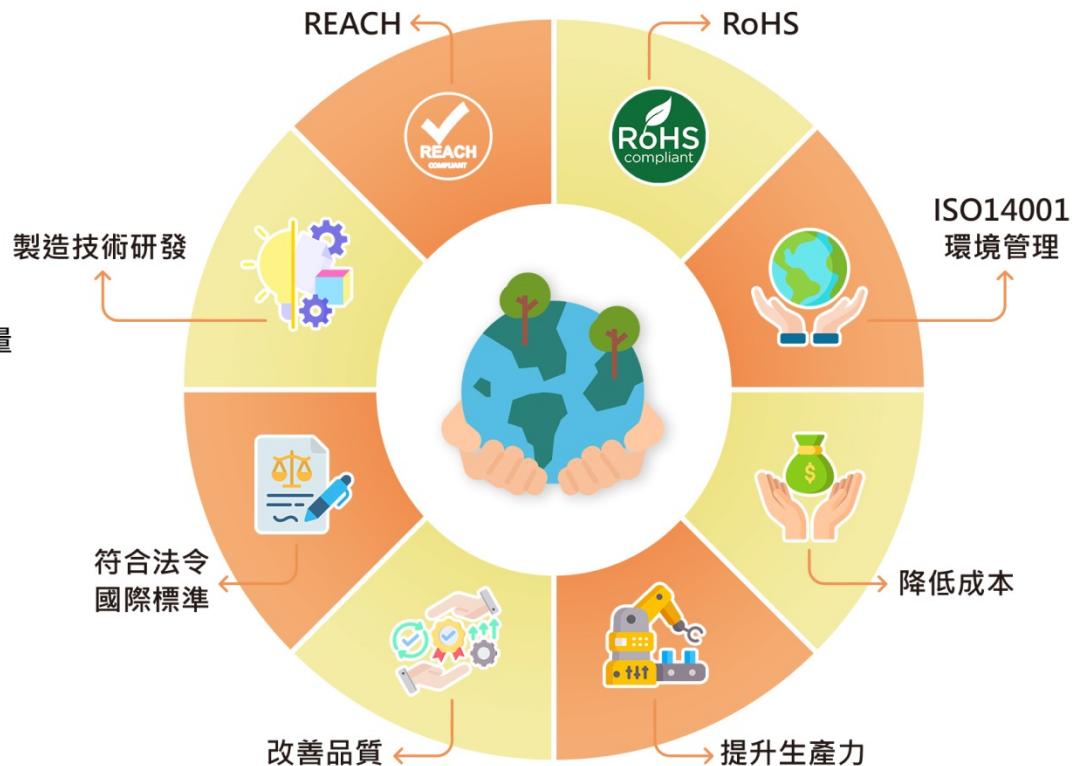 REACH
RoHS
REACH
COMPLIANT
RoHS
compliant
ISO14001
環境管理
製造技術研發
量
符合法令
國際標準
降低成本
改善品質
提升生產力